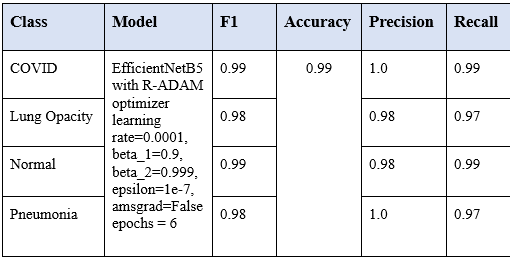 Class Model F1 Accuracy Precision Recall
COVID EfficientNetB5 0.99 0.99 1.0 0.99
with R-ADAM
optimizer
Lung Opacity learning 0.98 0.98 0.97
rate=0.0001,
beta_1=0.9,
Normal beta_2=0.999, 0.99 0.98 0.99
epsilon=1e-7,
amsgrad=False
Pneumonia epochs = 6 0.98 1.0 0.97